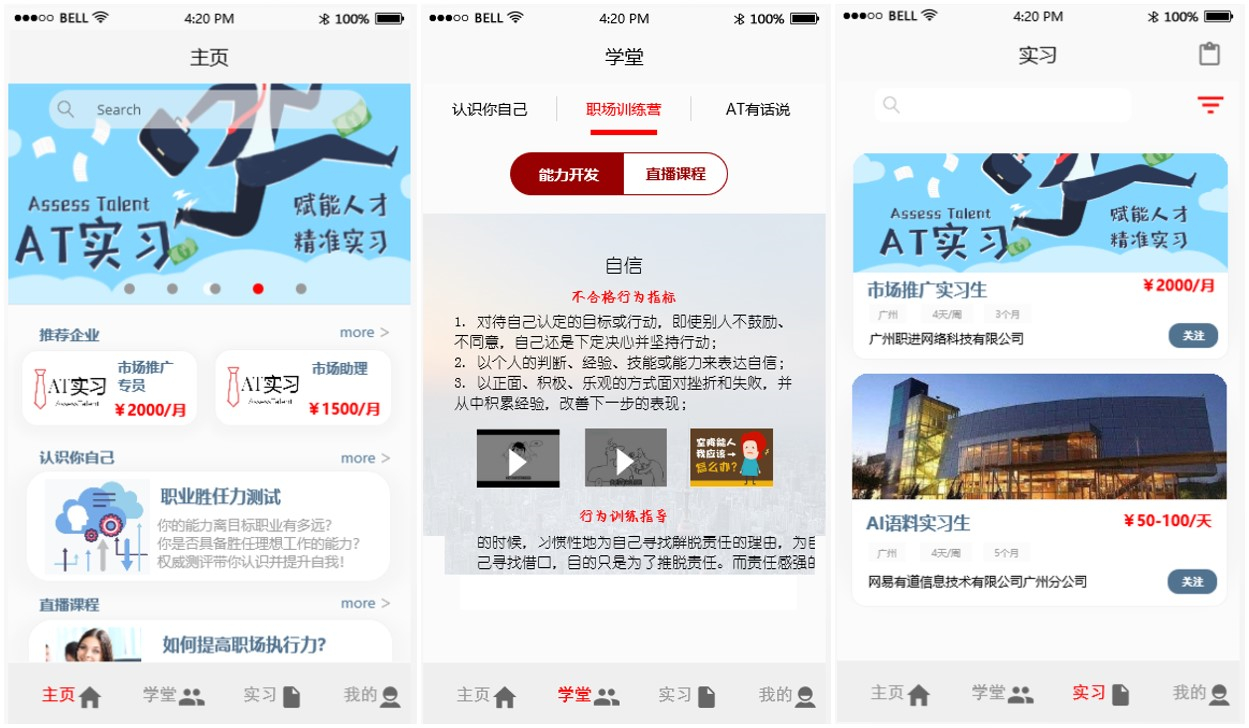 BELL 4:20 PM 100%
主页
Search
Assess Talent
AT实习
赋能人才
精准实习
推荐企业 more >
AT实习
AssessTalent
市场推广
专员
¥2000/月
AT实习
AssessTalent
市场助理
¥1500/月
认识你自己 more >
职业胜任力测试
你的能力离目标职业有多远?
你是否具备胜任理想工作的能力?
权威测评带你认识并提升自我!
直播课程 more >
如何提高职场执行力?
主页 学堂 实习 我的
BELL 4:20 PM 100%
学堂
认识你自己 职场训练营 AT有话说
能力开发 直播课程
自信
不合格行为指标
1. 对待自己认定的目标或行动，即使别人不鼓励、
不同意，自己还是下定决心并坚持行动；
2. 以个人的判断、经验、技能或能力来表达自信；
3. 以正面、积极、乐观的方式面对挫折和失败，并
从中积累经验，改善下一步的表现；
我应该→
怎么办?
行为训练指导
的时候，习惯性地为自己寻找解脱责任的理由，为自
己寻找借口，目的只是为了推脱责任。而责任感强的
主页 学堂 实习 我的
BELL 4:20 PM 100%
实习
Assess Talent
AT实习
赋能人才
精准实习
市场推广实习生 ¥2000/月
广州 4天/周 3个月
广州职进网络科技有限公司 关注
AI语料实习生 ¥50-100/天
广州 4天/周 5个月
网易有道信息技术有限公司广州分公司 关注
主页 学堂 实习 我的